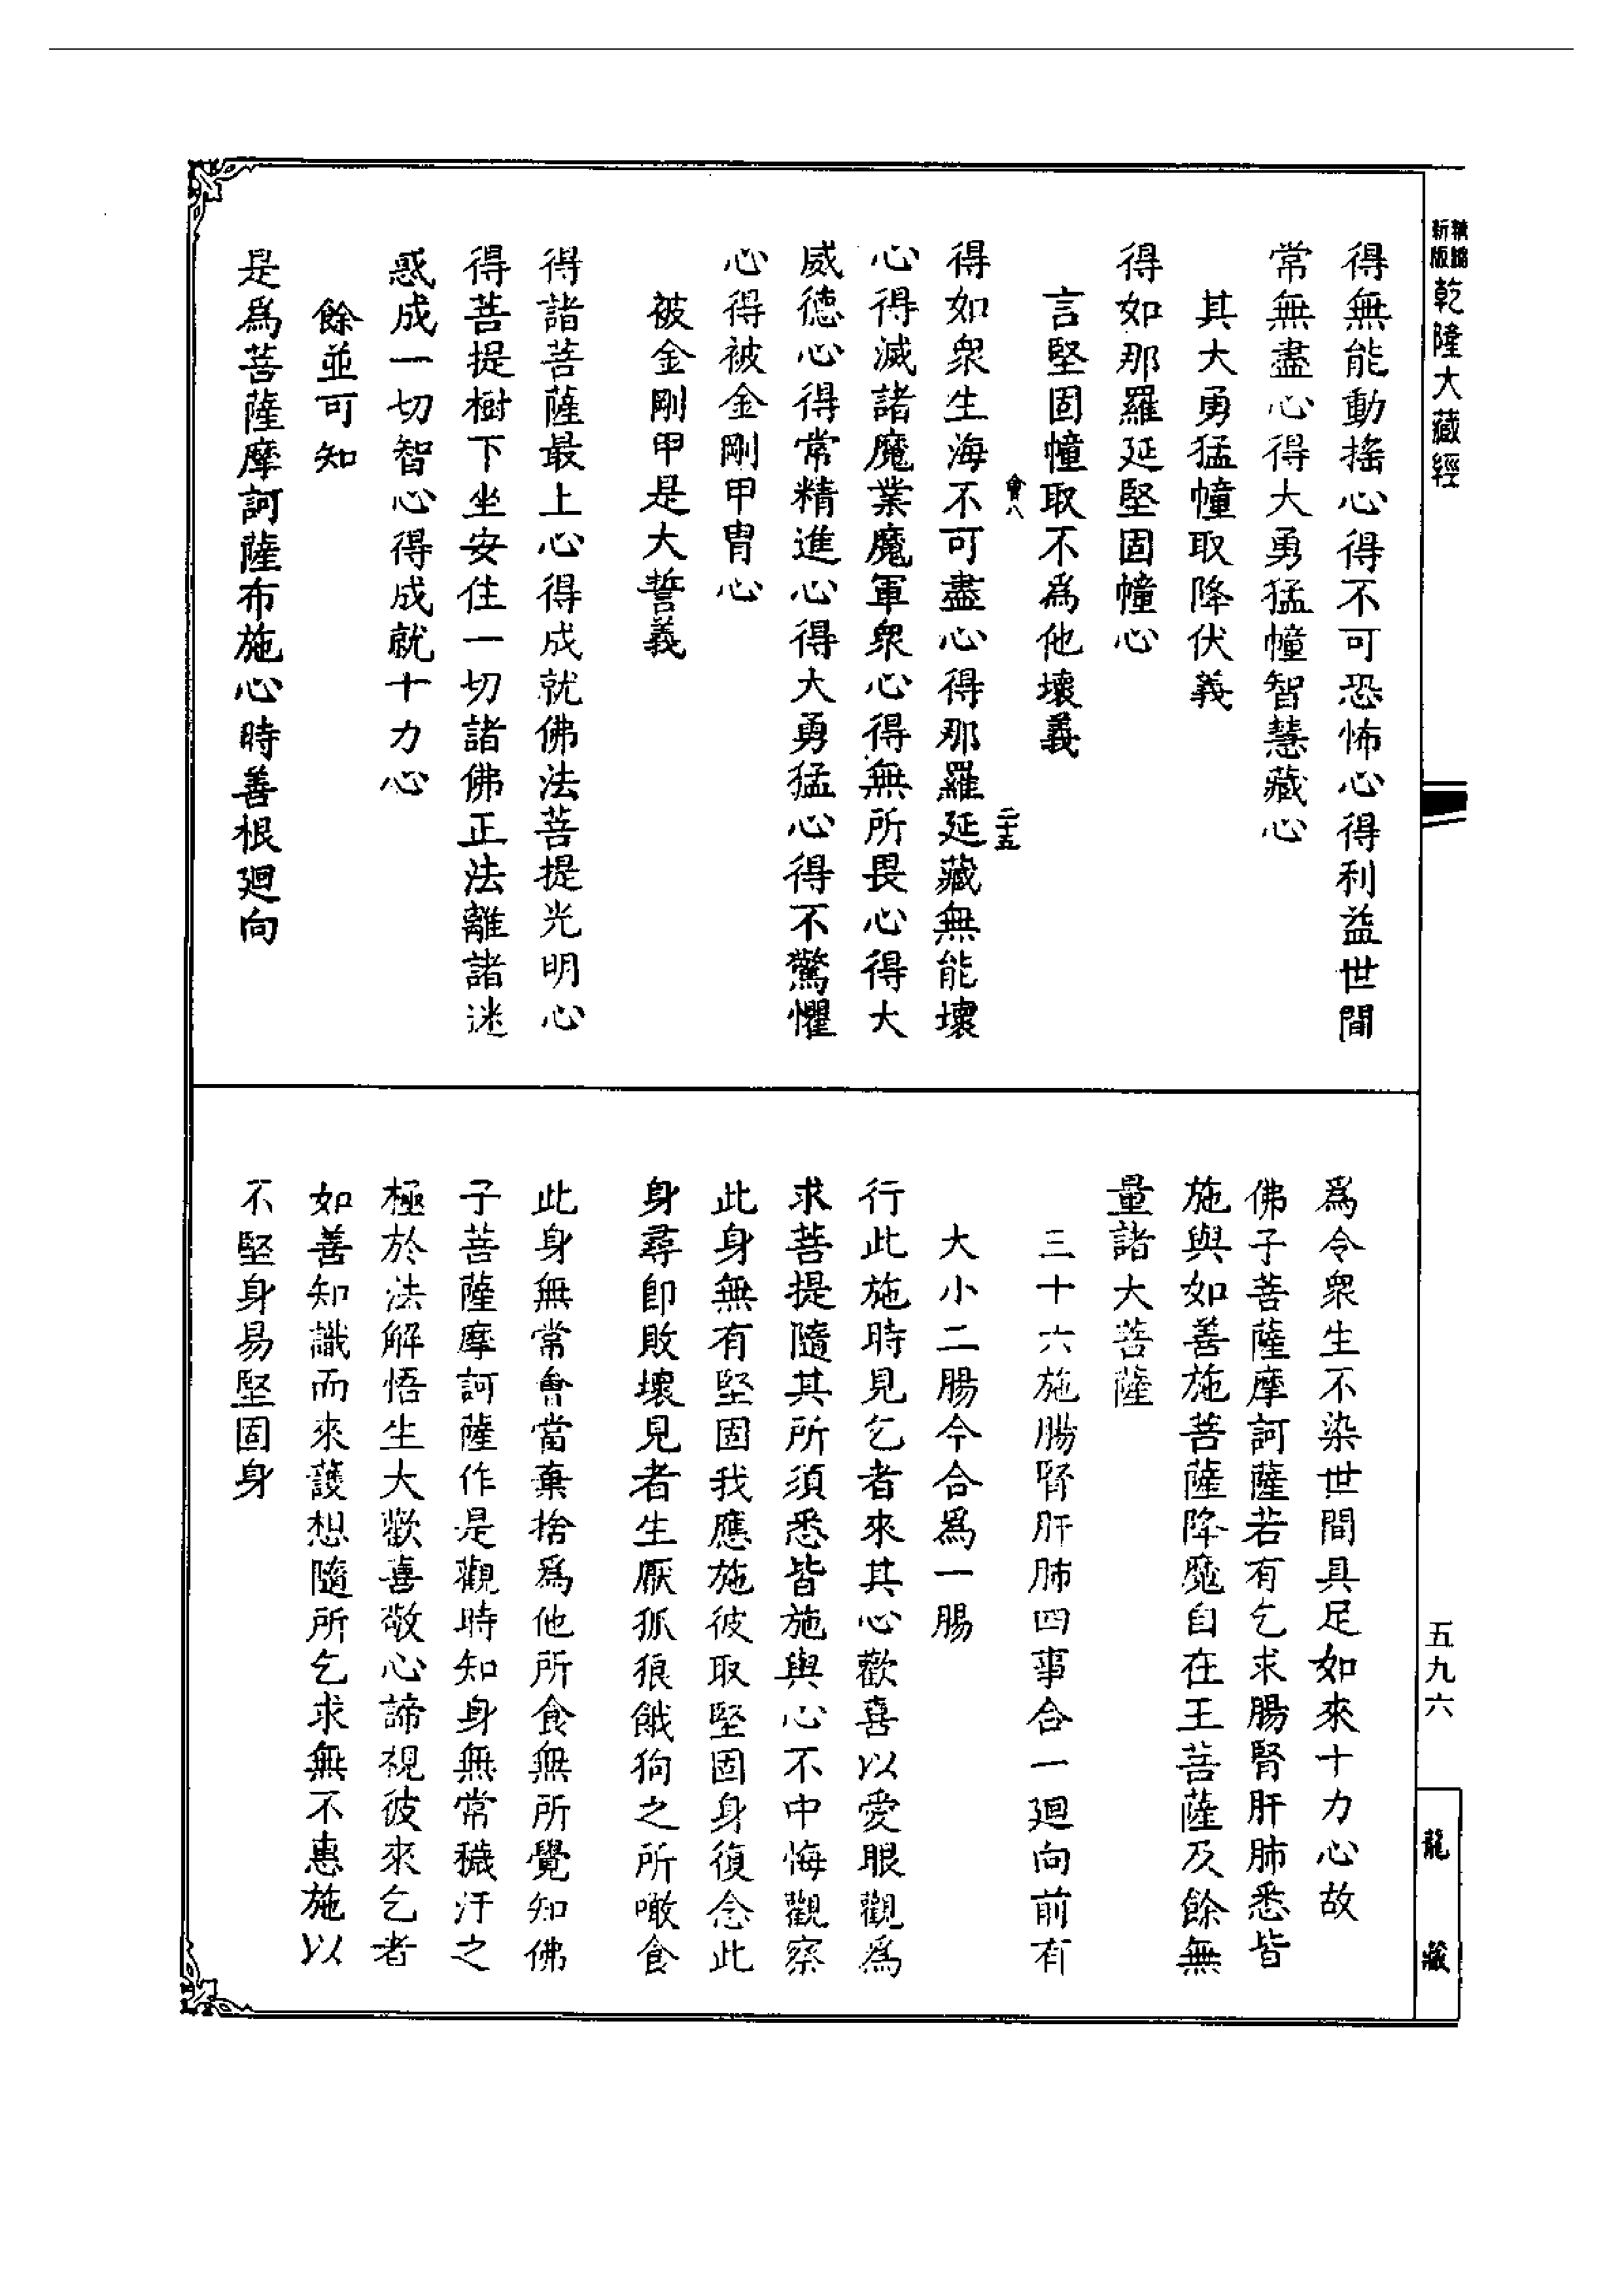 新版
精縮
乾隆大藏經
得無能動搖心得不可恐怖心得利益世間
常無盡心得大勇猛幢智慧藏心
其大勇猛幢取降伏義
得如那羅延堅固幢心
言堅固幢取不爲他壞義
會八
二十五
得如眾生海不可盡心得那羅延藏無能壞
心得滅諸魔業魔軍眾心得無所畏心得大
威德心得常精進心得大勇猛心得不驚懼
心得被金剛甲冑心
被金剛甲是大誓義
得諸菩薩最上心得成就佛法菩提光明心
得菩提樹下坐安住一切諸佛正法離諸迷
惑成一切智心得成就十力心
餘並可知
是爲菩薩摩訶薩布施心時善根廻向
爲令眾生不染世間具足如來十力心故
佛子菩薩摩訶薩若有乞求腸腎肝肺悉皆
施與如善施菩薩降魔自在王菩薩及餘無
量諸大菩薩
三十六施腸腎肝肺四事合一廻向前有
大小二腸今合爲一腸
行此施時見乞者來其心歡喜以愛眼觀爲
求菩提隨其所須悉皆施與心不中悔觀察
此身無有堅固我應施彼取堅固身復念此
身尋即敗壞見者生厭狐狼餓狗之所噉食
此身無常會當棄捨爲他所食無所覺知佛
子菩薩摩訶薩作是觀時知身無常穢汙之
極於法解悟生大歡喜敬心諦視彼來乞者
如善知識而來護想隨所乞求無不惠施以
不堅身易堅固身
五九六
龍藏